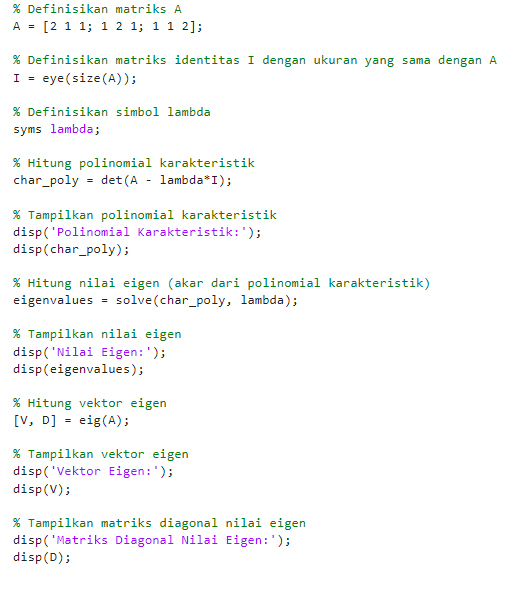 % Definisikan matriks A
A = [2 1 1; 1 2 1; 1 1 2];
% Definisikan matriks identitas I dengan ukuran yang sama dengan A
I = eye(size(A));
% Definisikan simbol lambda
syms lambda;
% Hitung polinomial karakteristik
char_poly = det(A - lambda*I);
% Tampilkan polinomial karakteristik
disp('Polinomial Karakteristik:');
disp(char_poly);
% Hitung nilai eigen (akar dari polinomial karakteristik)
eigenvalues = solve(char_poly, lambda);
% Tampilkan nilai eigen
disp('Nilai Eigen:');
disp(eigenvalues);
% Hitung vektor eigen
[V, D] = eig(A);
% Tampilkan vektor eigen
disp('Vektor Eigen:');
disp(V);
% Tampilkan matriks diagonal nilai eigen
disp('Matriks Diagonal Nilai Eigen:');
disp(D);